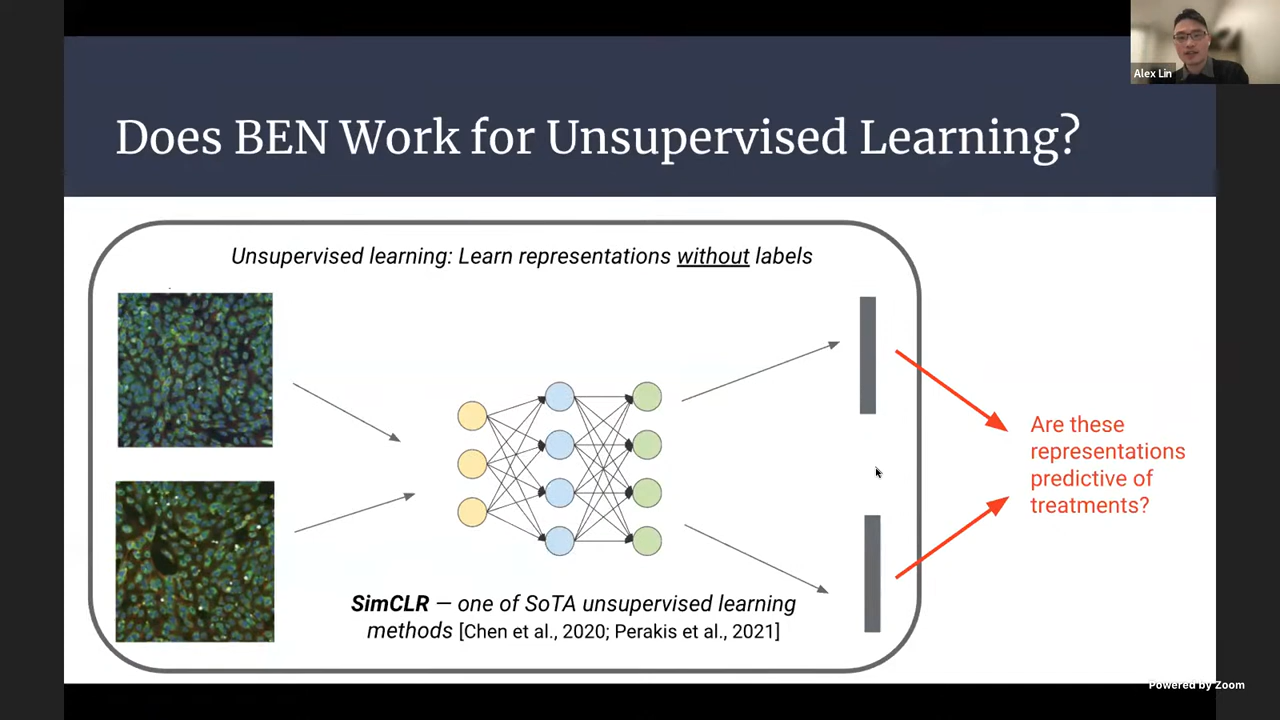 Alex Lin
Does BEN Work for Unsupervised Learning?
Unsupervised learning: Learn representations without labels
Are these
representations
predictive of
treatments?
SimCLR — one of SoTA unsupervised learning
methods [Chen et al., 2020; Perakis et al., 2021]
Powered by Zoom